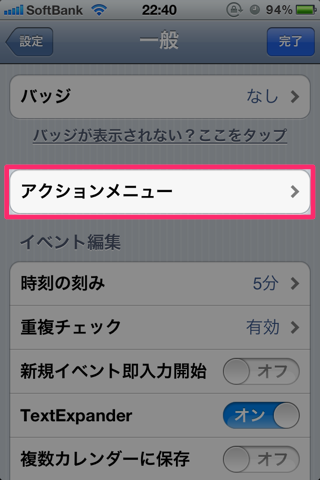 SoftBank 22:40 94%
設定 一般 完了
バッジ なし
バッジが表示されない？ここをタップ
アクションメニュー
イベント編集
時刻の刻み 5分
重複チェック 有効
新規イベント即入力開始 オフ
TextExpander オン
複数カレンダーに保存 オフ